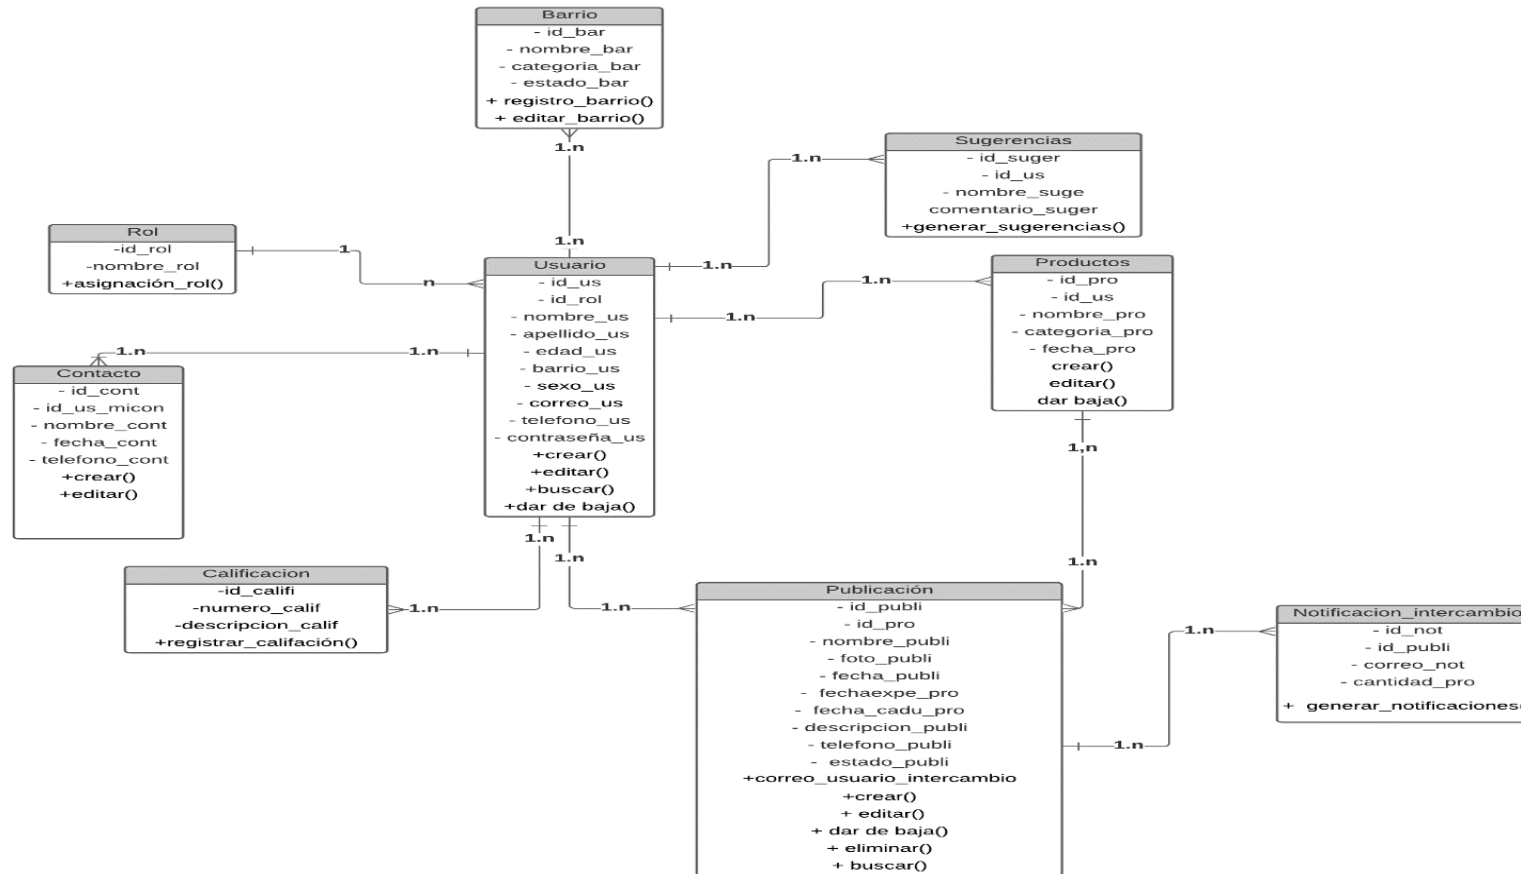 Barrio
- id_bar
- nombre_bar
- categoria_bar
- estado_bar
+ registro_barrio()
+ editar_barrio()
1.n
1.n
Sugerencias
- id_suger
- id_us
- nombre_suge
comentario_suger
+generar_sugerencias()
1.n
1.n
Rol
-id_rol
-nombre_rol
+asignación_rol()
1
n
Usuario
- id_us
- id_rol
- nombre_us
- apellido_us
- edad_us
- barrio_us
- sexo_us
- correo_us
- telefono_us
- contraseña_us
+crear()
+editar()
+buscar()
+dar de baja()
Productos
- id_pro
- id_us
- nombre_pro
- categoria_pro
- fecha_pro
crear()
editar()
dar baja()
1.n
1.n
1.n
1.n
Contacto
- id_cont
- id_us_micon
- nombre_cont
- fecha_cont
- telefono_cont
+crear()
+editar()
1,n
1.n
1.n
1.n
1.n
1.n
Calificacion
-id_califi
-numero_calif
-descripcion_calif
+registrar_califación()
Publicación
- id_publi
- id_pro
- nombre_publi
- foto_publi
- fecha_publi
- fechaexpe_pro
- fecha_cadu_pro
- descripcion_publi
- telefono_publi
- estado_publi
+correo_usuario_intercambio
+crear()
+ editar()
+ dar de baja()
+ eliminar()
+ buscar()
1.n
1.n
Notificacion_intercambio
- id_not
- id_publi
- correo_not
- cantidad_pro
+ generar_notificaciones(